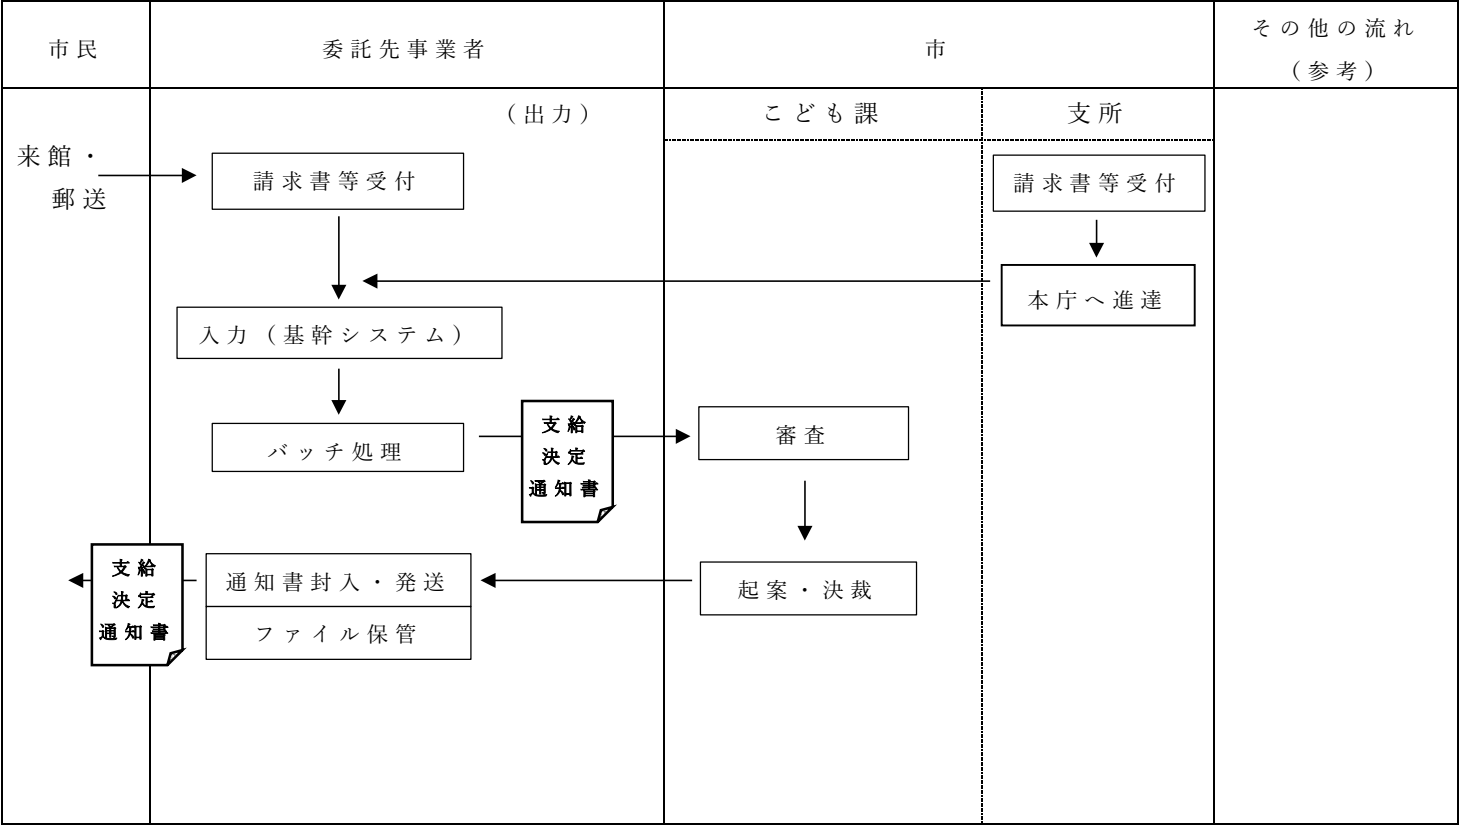 市民
委託先事業者
市
その他の流れ
（参考）
（出力）
こども課
支所
来館・
郵送
請求書等受付
請求書等受付
本庁へ進達
入力（基幹システム）
バッチ処理
支給
決定
通知書
審査
支給
決定
通知書
通知書封入・発送
ファイル保管
起案・決裁